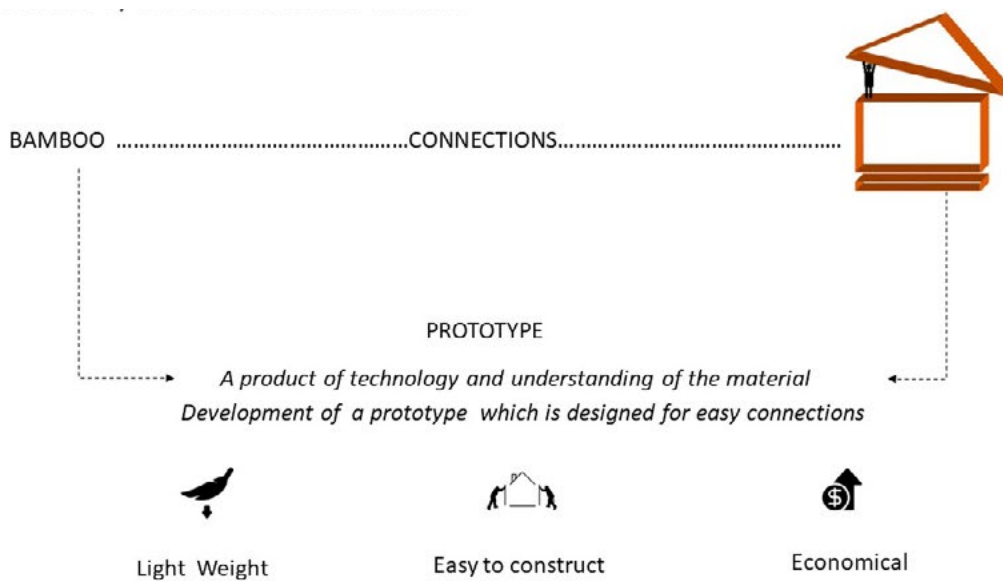 BAMBOO ........................................CONNECTIONS........................................
PROTOTYPE
A product of technology and understanding of the material
Development of a prototype which is designed for easy connections
$
Light Weight
Easy to construct
Economical